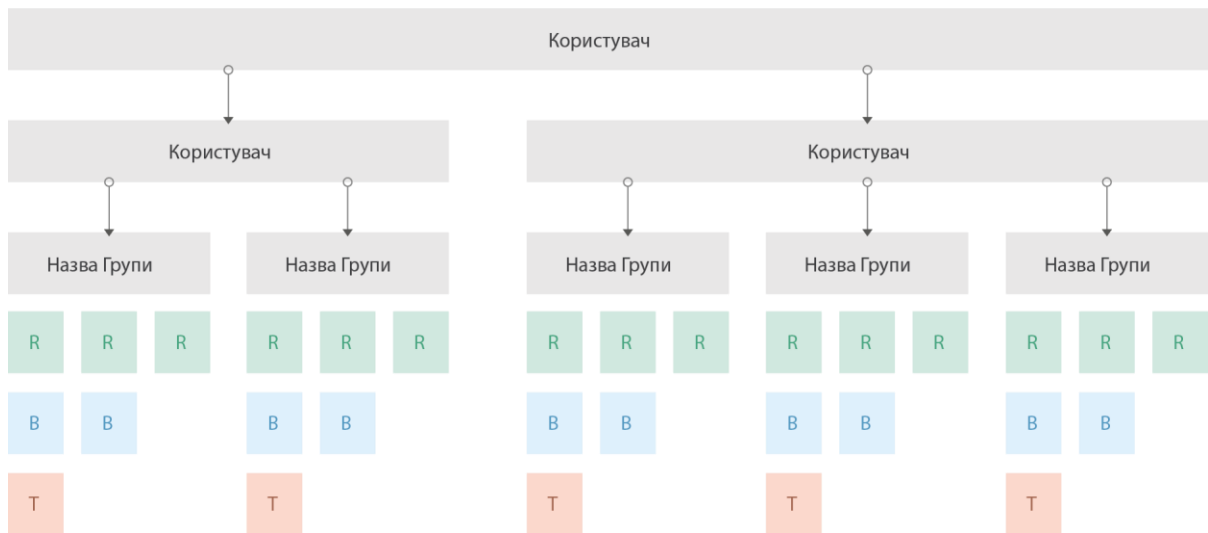 Користувач
Користувач Користувач
Назва Групи Назва Групи Назва Групи Назва Групи Назва Групи
R R R R R R R R R R R R R R R
B B B B B B B B B B
T T T T T